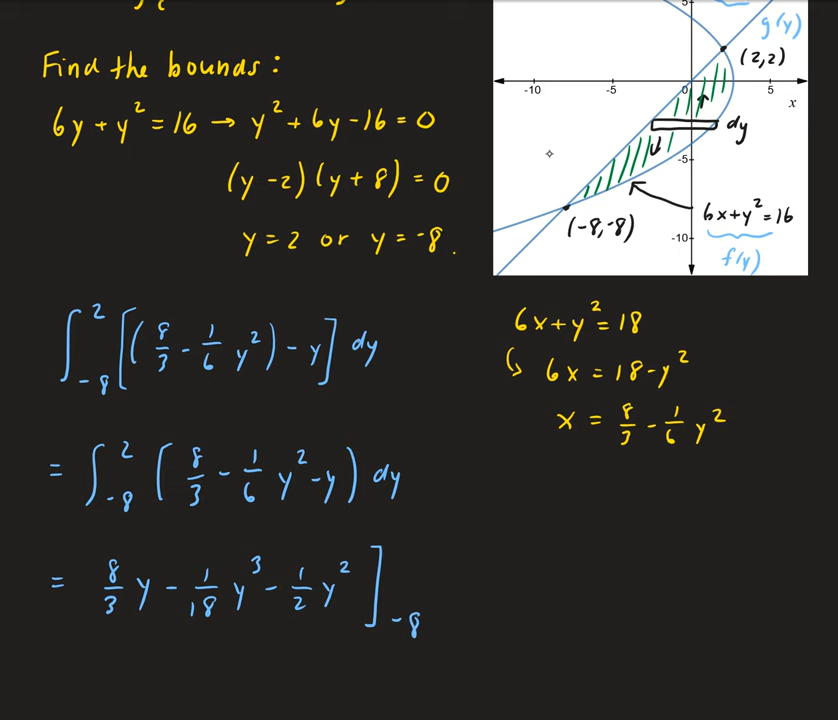 Find the bounds:
6y + y² = 16 → y² + 6y - 16 = 0
(y - 2)(y + 8) = 0
y = 2 or y = -8.
∫₋₈² [(8/3 - 1/6 y²) - y] dy
= ∫₋₈² (8/3 - 1/6 y² - y) dy
= 8/3 y - 1/18 y³ - 1/2 y² ]₋₈
5
g(y)
(2,2)
-10 -5 0 5
x
dy
-5
6x + y² = 16
(-8,-8)
-10
f(y)
6x + y² = 18
↳ 6x = 18 - y²
x = 8/3 - 1/6 y²